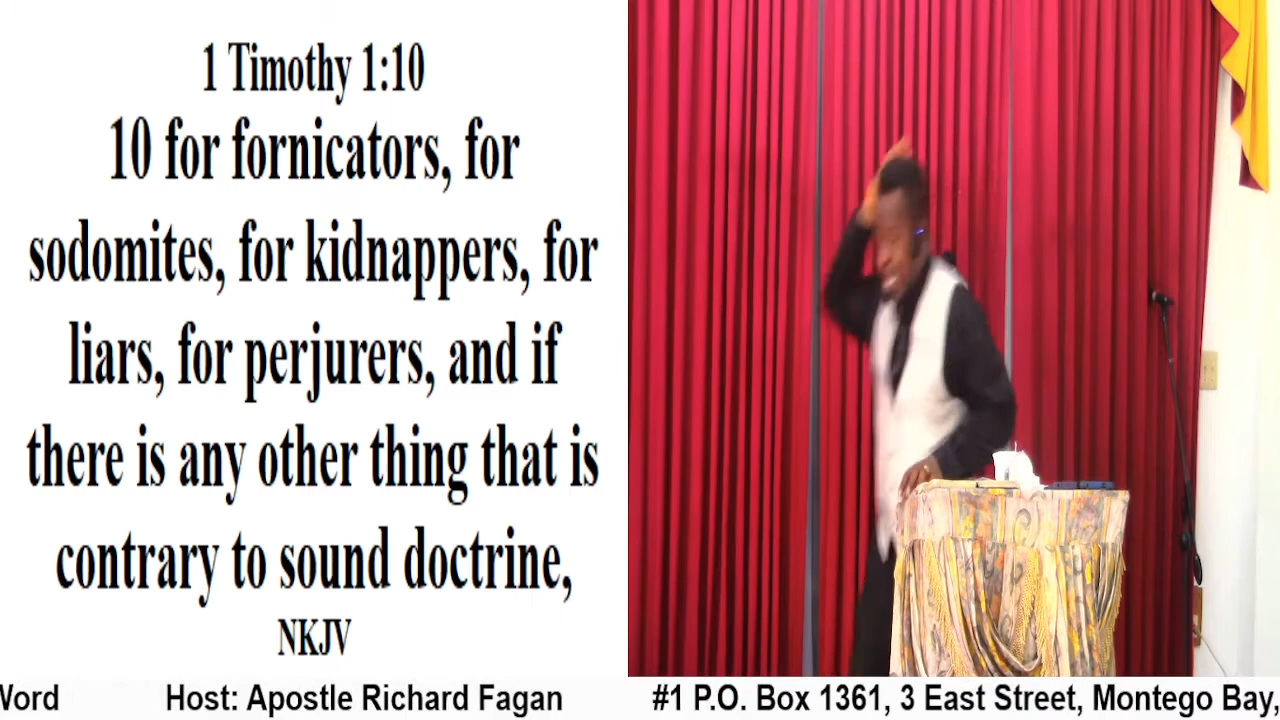 1 Timothy 1:10
10 for fornicators, for
sodomites, for kidnappers, for
liars, for perjurers, and if
there is any other thing that is
contrary to sound doctrine,
NKJV
Word Host: Apostle Richard Fagan #1 P.O. Box 1361, 3 East Street, Montego Bay,